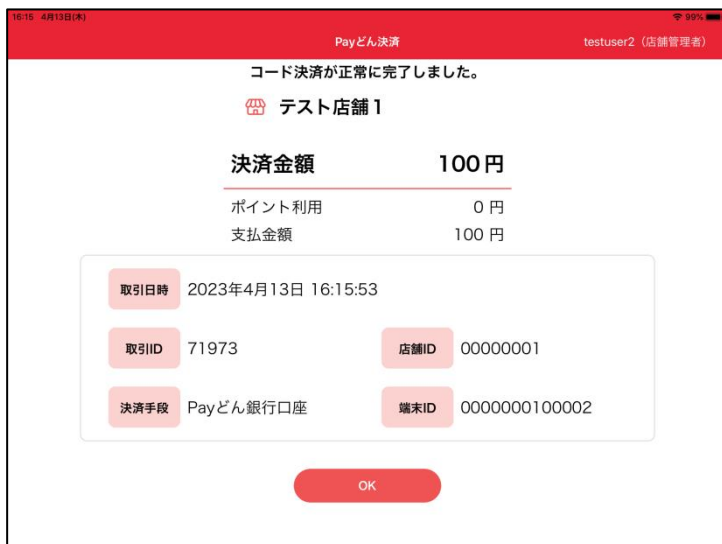 16:15 4月13日(木) 99%
Payどん決済 testuser2（店舗管理者）
コード決済が正常に完了しました。
テスト店舗1
決済金額 100円
ポイント利用 0 円
支払金額 100 円
取引日時 2023年4月13日 16:15:53
取引ID 71973 店舗ID 00000001
決済手段 Payどん銀行口座 端末ID 0000000100002
OK